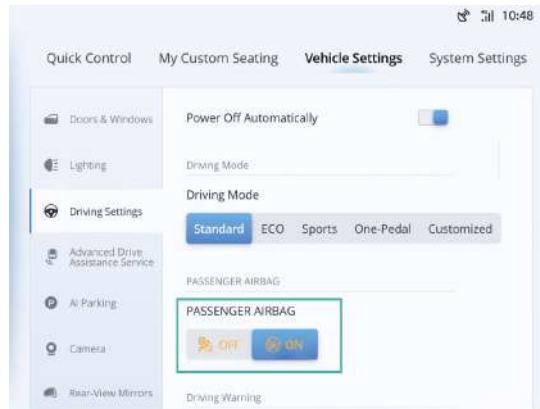 10:48
Quick Control My Custom Seating Vehicle Settings System Settings
Doors & Windows
Power Off Automatically
Lighting
Driving Mode
Driving Mode
Driving Settings
Standard ECO Sports One-Pedal Customized
Advanced Drive
Assistance Service
PASSENGER AIRBAG
AI Parking
PASSENGER AIRBAG
OFF ON
Camera
Rear-View Mirrors
Driving Warning